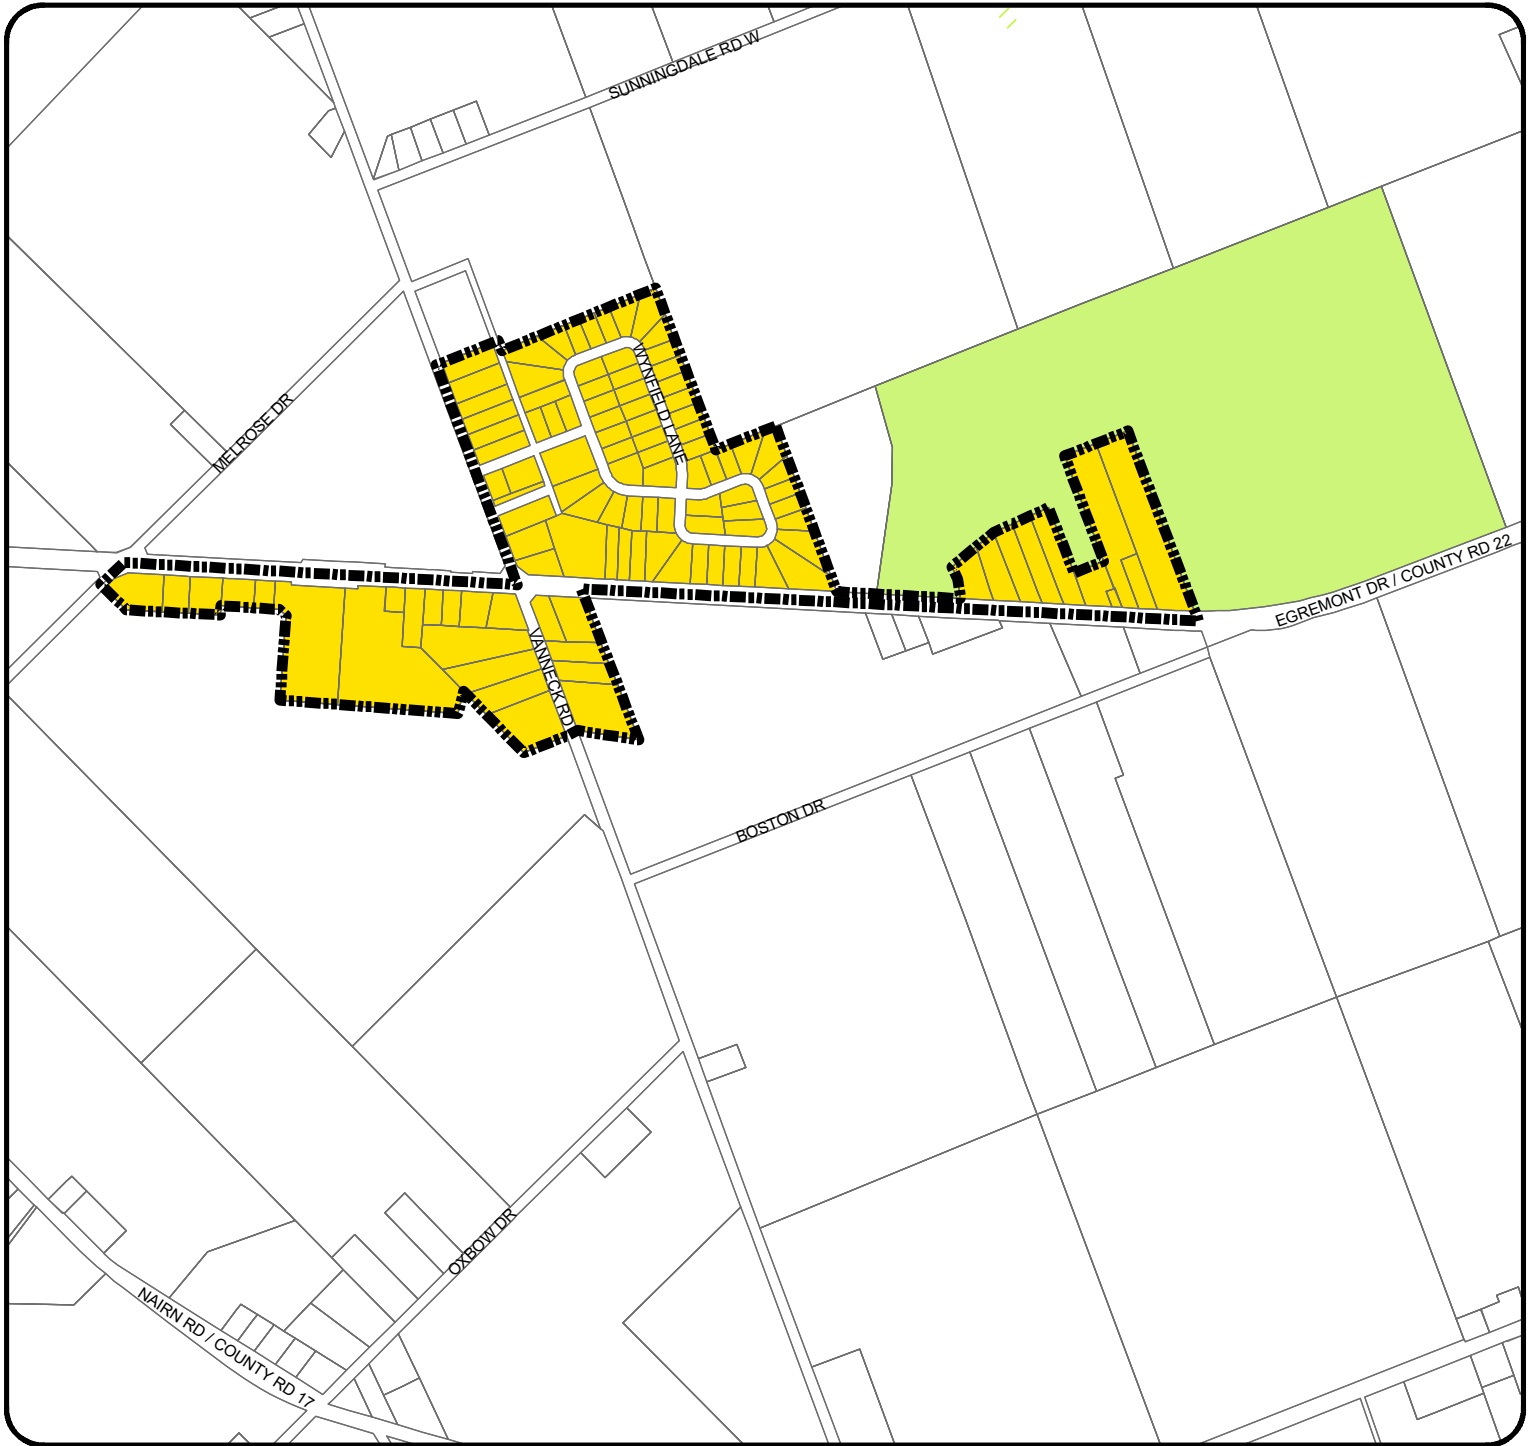 SUNNINGDALE RD W
WYNFIELD LANE
MELROSE DR
EGREMONT DR / COUNTY RD 22
VANNECK RD
BOSTON DR
OXBOW DR
NAIRN RD / COUNTY RD 17